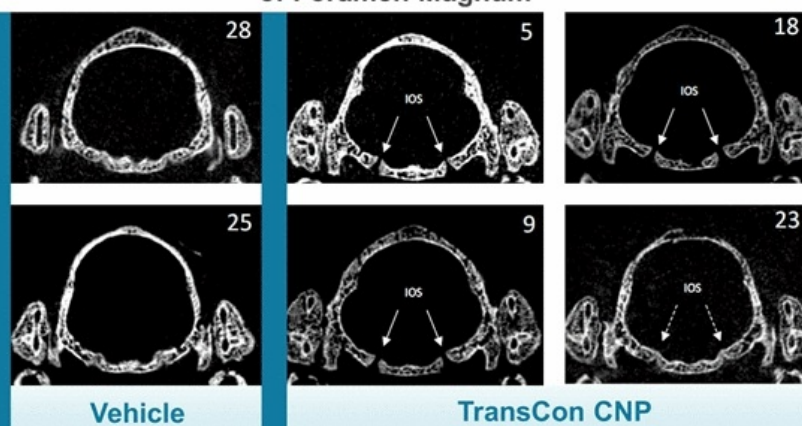 28
5
18
IOS
IOS
25
9
23
IOS
IOS
Vehicle
TransCon CNP